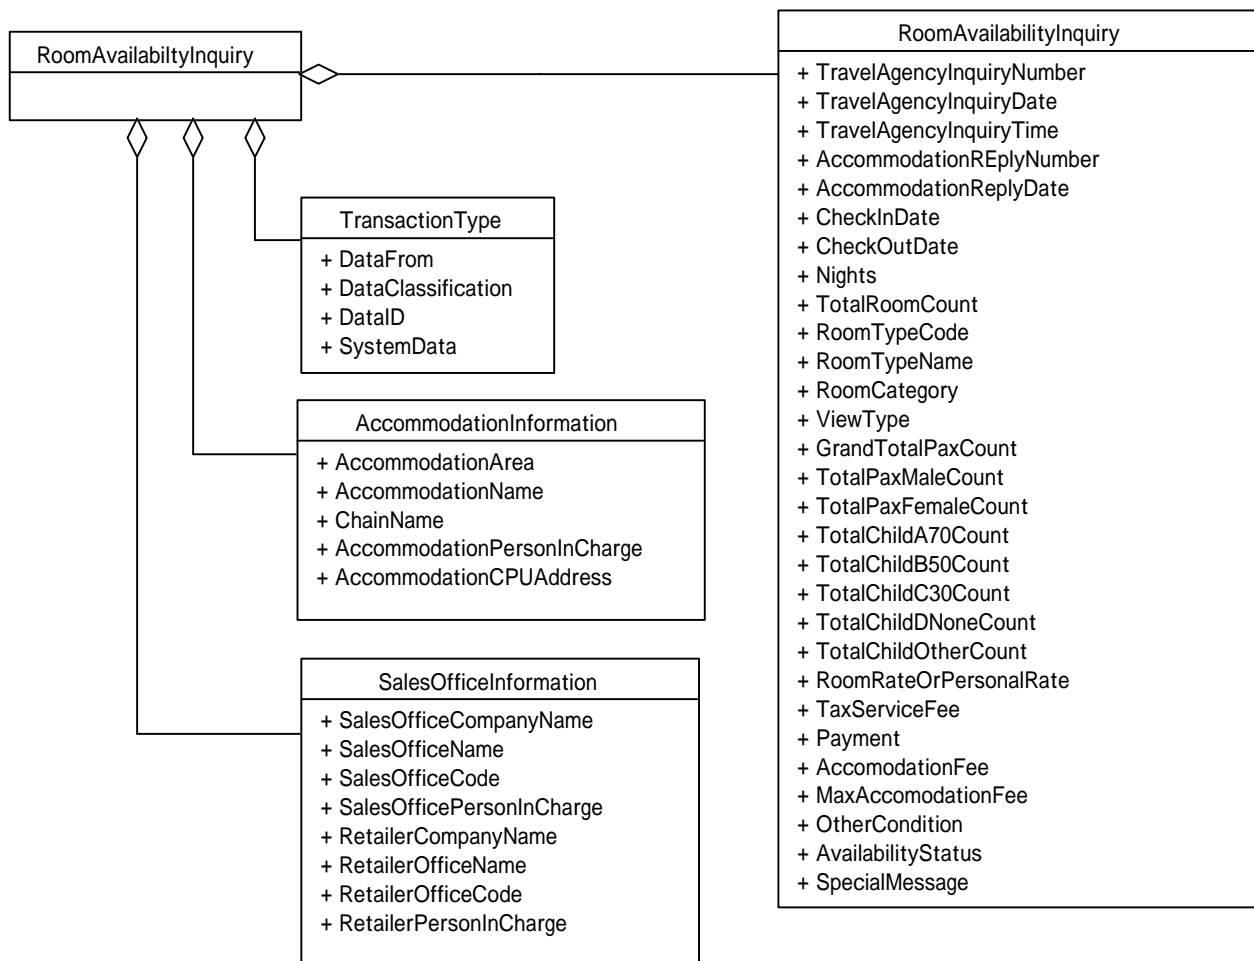 RoomAvailabiltyInquiry
TransactionType
+ DataFrom
+ DataClassification
+ DataID
+ SystemData
AccommodationInformation
+ AccommodationArea
+ AccommodationName
+ ChainName
+ AccommodationPersonInCharge
+ AccommodationCPUAddress
SalesOfficeInformation
+ SalesOfficeCompanyName
+ SalesOfficeName
+ SalesOfficeCode
+ SalesOfficePersonInCharge
+ RetailerCompanyName
+ RetailerOfficeName
+ RetailerOfficeCode
+ RetailerPersonInCharge
RoomAvailabilityInquiry
+ TravelAgencyInquiryNumber
+ TravelAgencyInquiryDate
+ TravelAgencyInquiryTime
+ AccommodationREplyNumber
+ AccommodationReplyDate
+ CheckInDate
+ CheckOutDate
+ Nights
+ TotalRoomCount
+ RoomTypeCode
+ RoomTypeName
+ RoomCategory
+ ViewType
+ GrandTotalPaxCount
+ TotalPaxMaleCount
+ TotalPaxFemaleCount
+ TotalChildA70Count
+ TotalChildB50Count
+ TotalChildC30Count
+ TotalChildDNoneCount
+ TotalChildOtherCount
+ RoomRateOrPersonalRate
+ TaxServiceFee
+ Payment
+ AccomodationFee
+ MaxAccomodationFee
+ OtherCondition
+ AvailabilityStatus
+ SpecialMessage